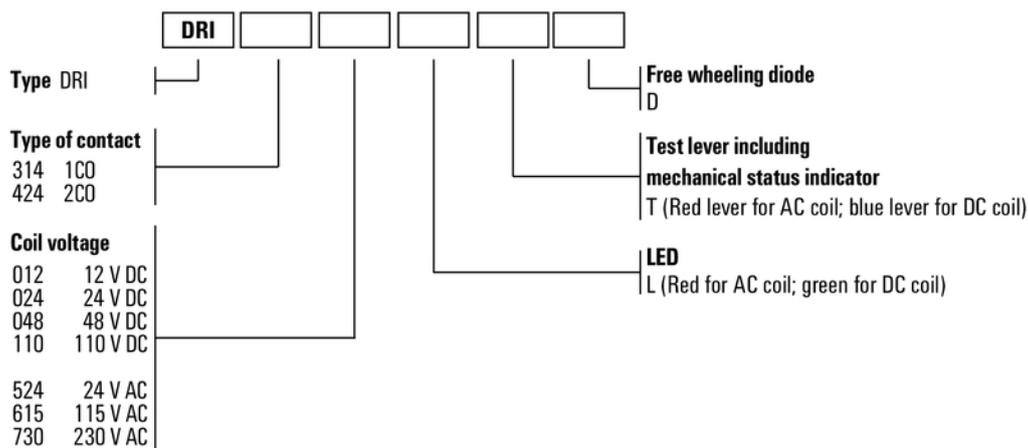 DRI
Type DRI
Type of contact
314 1CO
424 2CO
Coil voltage
012 12 V DC
024 24 V DC
048 48 V DC
110 110 V DC
524 24 V AC
615 115 V AC
730 230 V AC
Free wheeling diode
D
Test lever including
mechanical status indicator
T (Red lever for AC coil; blue lever for DC coil)
LED
L (Red for AC coil; green for DC coil)